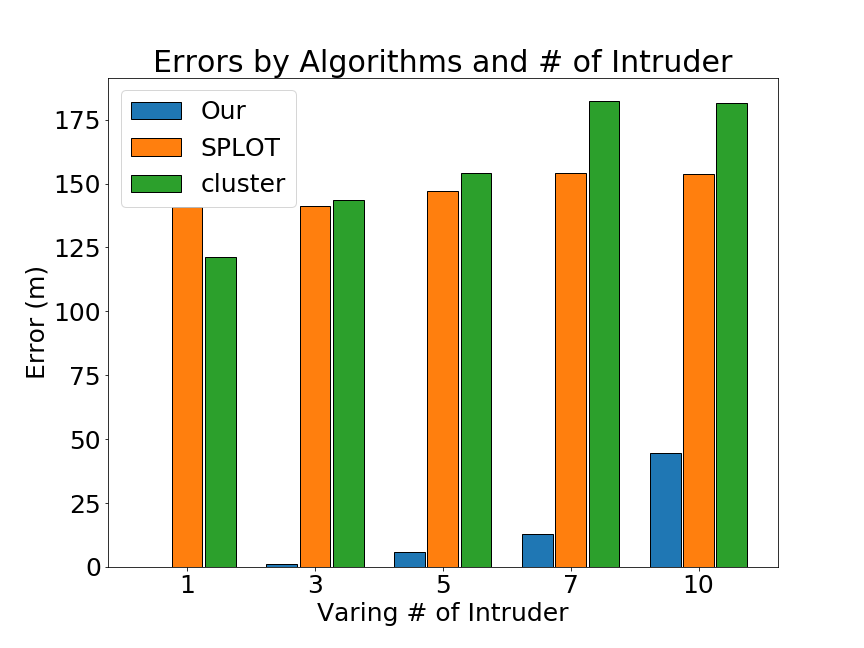 Errors by Algorithms and # of Intruder
Our
SPLOT
cluster
175
150
125
100
75
50
25
0
Error (m)
1 3 5 7 10
Varing # of Intruder